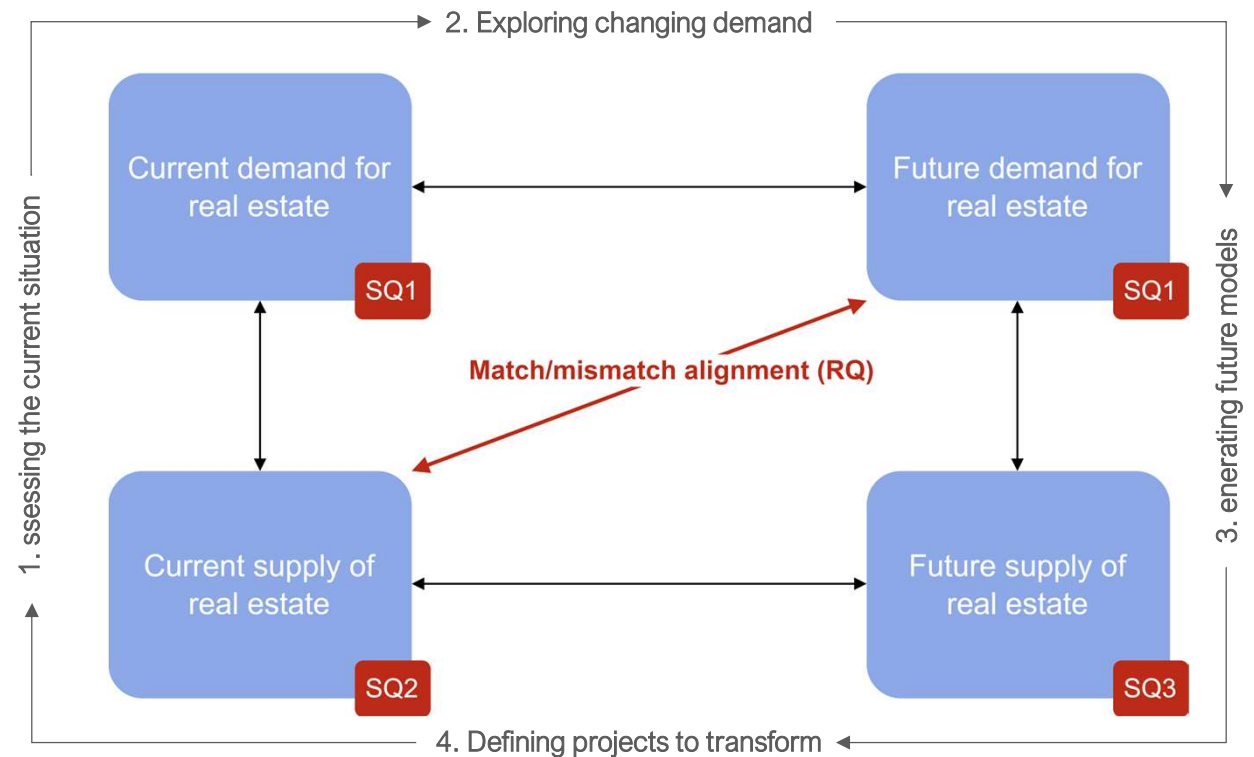 2. Exploring changing demand
Current demand for
real estate
SQ1
Future demand for
real estate
SQ1
1. ssessing the current situation
Match/mismatch alignment (RQ)
3. enerating future models
Current supply of
real estate
SQ2
Future supply of
real estate
SQ3
4. Defining projects to transform